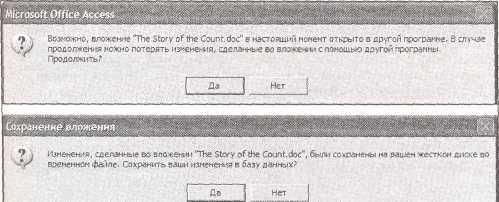 Microsoft Office Access
Возможно, вложение "The Story of the Count.doc" в настоящий момент открыто в другой программе. В случае
продолжения можно потерять изменения, сделанные во вложении с помощью другой программы.
Продолжить?
Да
Нет
Сохранение вложения
Изменения, сделанные во вложении "The Story of the Count.doc", были сохранены на вашем жестком диске во
временном файле. Сохранить ваши изменения в базу данных?
Да
Нет